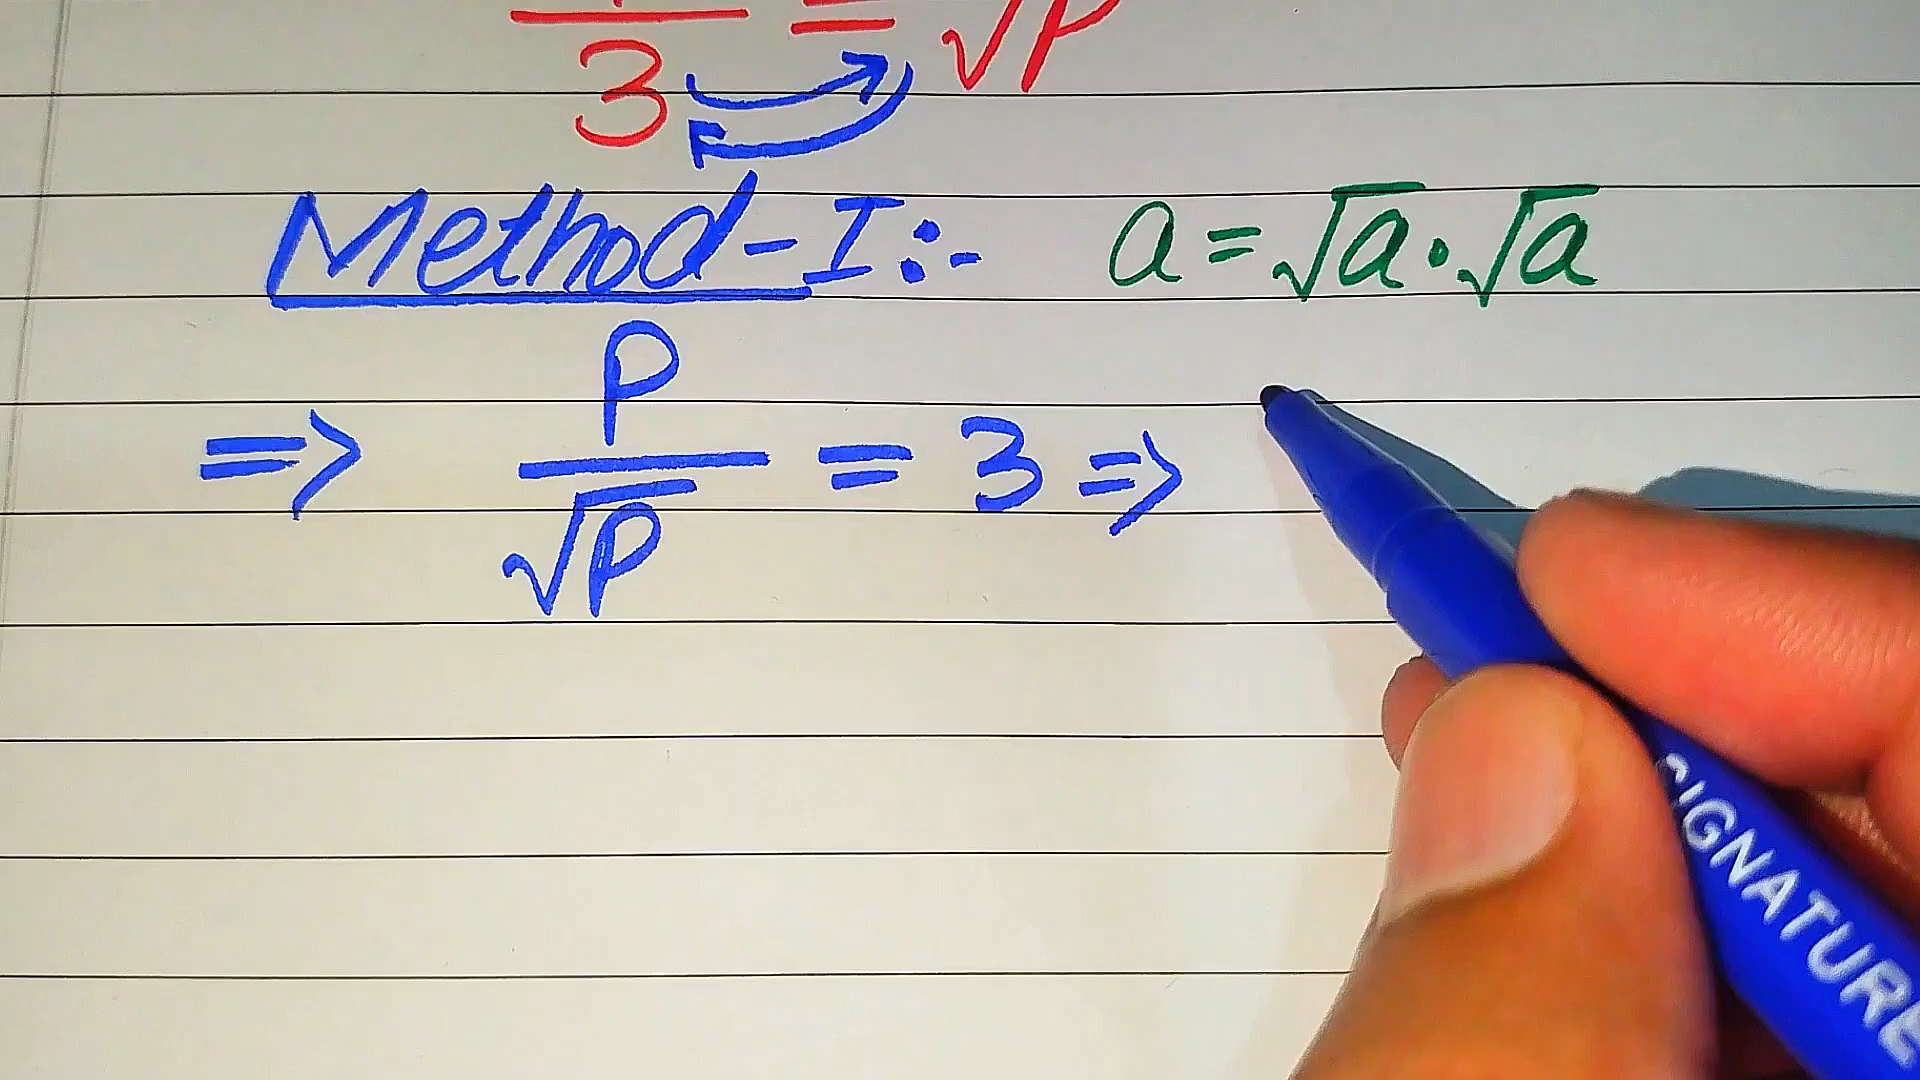 3 = √P
Method-I:- a = √a·√a
=> P/√P = 3 =>
SIGNATURE